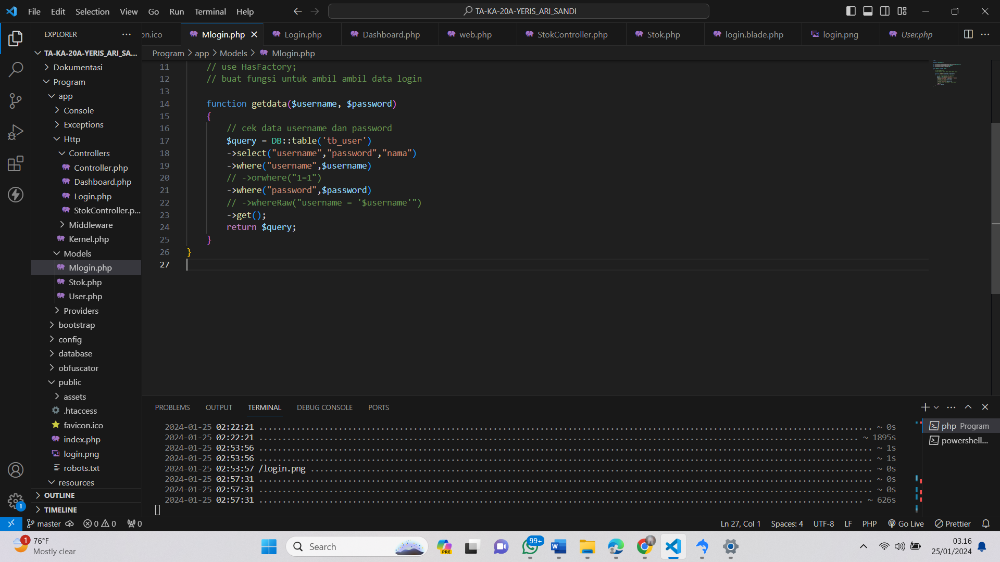 File Edit Selection View Go Run Terminal Help
TA-KA-20A-YERIS_ARI_SANDI
EXPLORER
on.ico
Mlogin.php
Login.php
Dashboard.php
web.php
StokController.php
Stok.php
login.blade.php
login.png
User.php
TA-KA-20A-YERIS_ARI_SA...
Dokumentasi
Program
app
Console
Exceptions
Http
Controllers
Controller.php
Dashboard.php
Login.php
StokController.p...
Middleware
Kernel.php
Models
Mlogin.php
Stok.php
User.php
Providers
bootstrap
config
database
obfuscator
public
assets
.htaccess
favicon.ico
index.php
login.png
robots.txt
resources
OUTLINE
TIMELINE
Program > app > Models > Mlogin.php
11 // use HasFactory;
12 // buat fungsi untuk ambil ambil data login
13
14 function getdata($username, $password)
15 {
16 // cek data username dan password
17 $query = DB::table('tb_user')
18 ->select("username","password","nama")
19 ->where("username",$username)
20 // ->orwhere("1=1")
21 ->where("password",$password)
22 // ->whereRaw("username = '$username'")
23 ->get();
24 return $query;
25 }
26 }
27
PROBLEMS OUTPUT TERMINAL DEBUG CONSOLE PORTS
2024-01-25 02:22:21 ........ ~ 0s
2024-01-25 02:22:21 ........ ~ 1895s
2024-01-25 02:53:56 ........ ~ 1s
2024-01-25 02:53:56 ........ ~ 1s
2024-01-25 02:53:57 /login.png ........ ~ 0s
2024-01-25 02:57:31 ........ ~ 0s
2024-01-25 02:57:31 ........ ~ 0s
2024-01-25 02:57:31 ........ ~ 626s
php Program
powershell...
1
master 0 0 0
Ln 27, Col 1 Spaces: 4 UTF-8 LF PHP Go Live Prettier
1
76°F
Mostly clear
Search
PRE
99+
03.16
25/01/2024